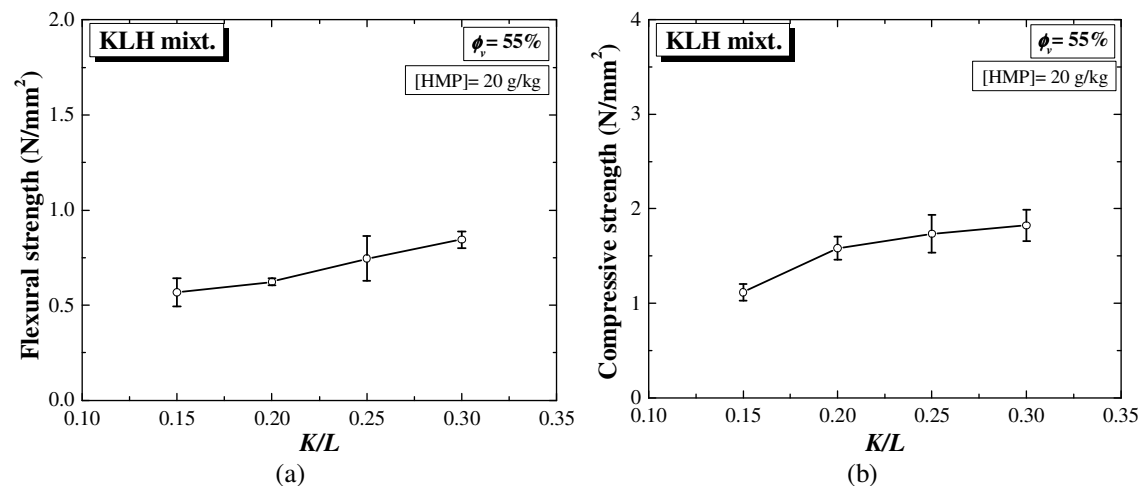 KLH mixt.
ϕᵥ = 55%
[HMP]= 20 g/kg
Flexural strength (N/mm²)
2.0
1.5
1.0
0.5
0.0
0.10 0.15 0.20 0.25 0.30 0.35
K/L
(a)
KLH mixt.
ϕᵥ = 55%
[HMP]= 20 g/kg
Compressive strength (N/mm²)
4
3
2
1
0
0.10 0.15 0.20 0.25 0.30 0.35
K/L
(b)